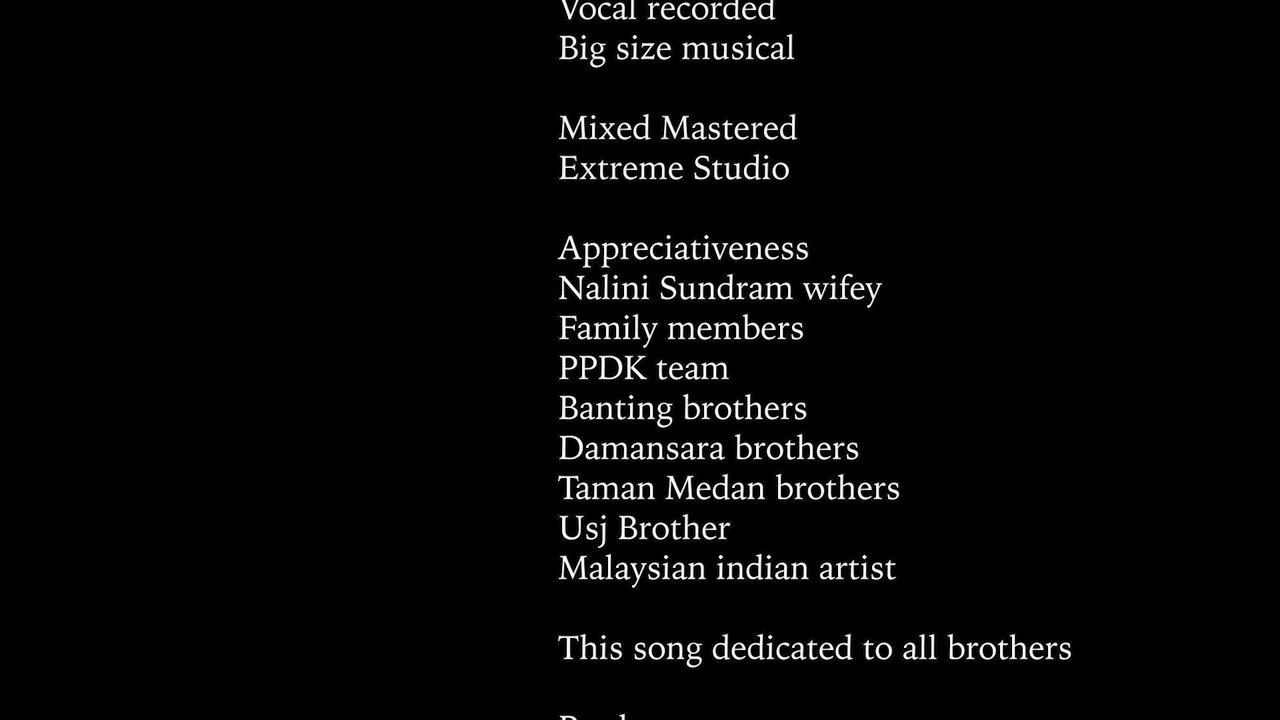 Vocal recorded
Big size musical
Mixed Mastered
Extreme Studio
Appreciativeness
Nalini Sundram wifey
Family members
PPDK team
Banting brothers
Damansara brothers
Taman Medan brothers
Usj Brother
Malaysian indian artist
This song dedicated to all brothers